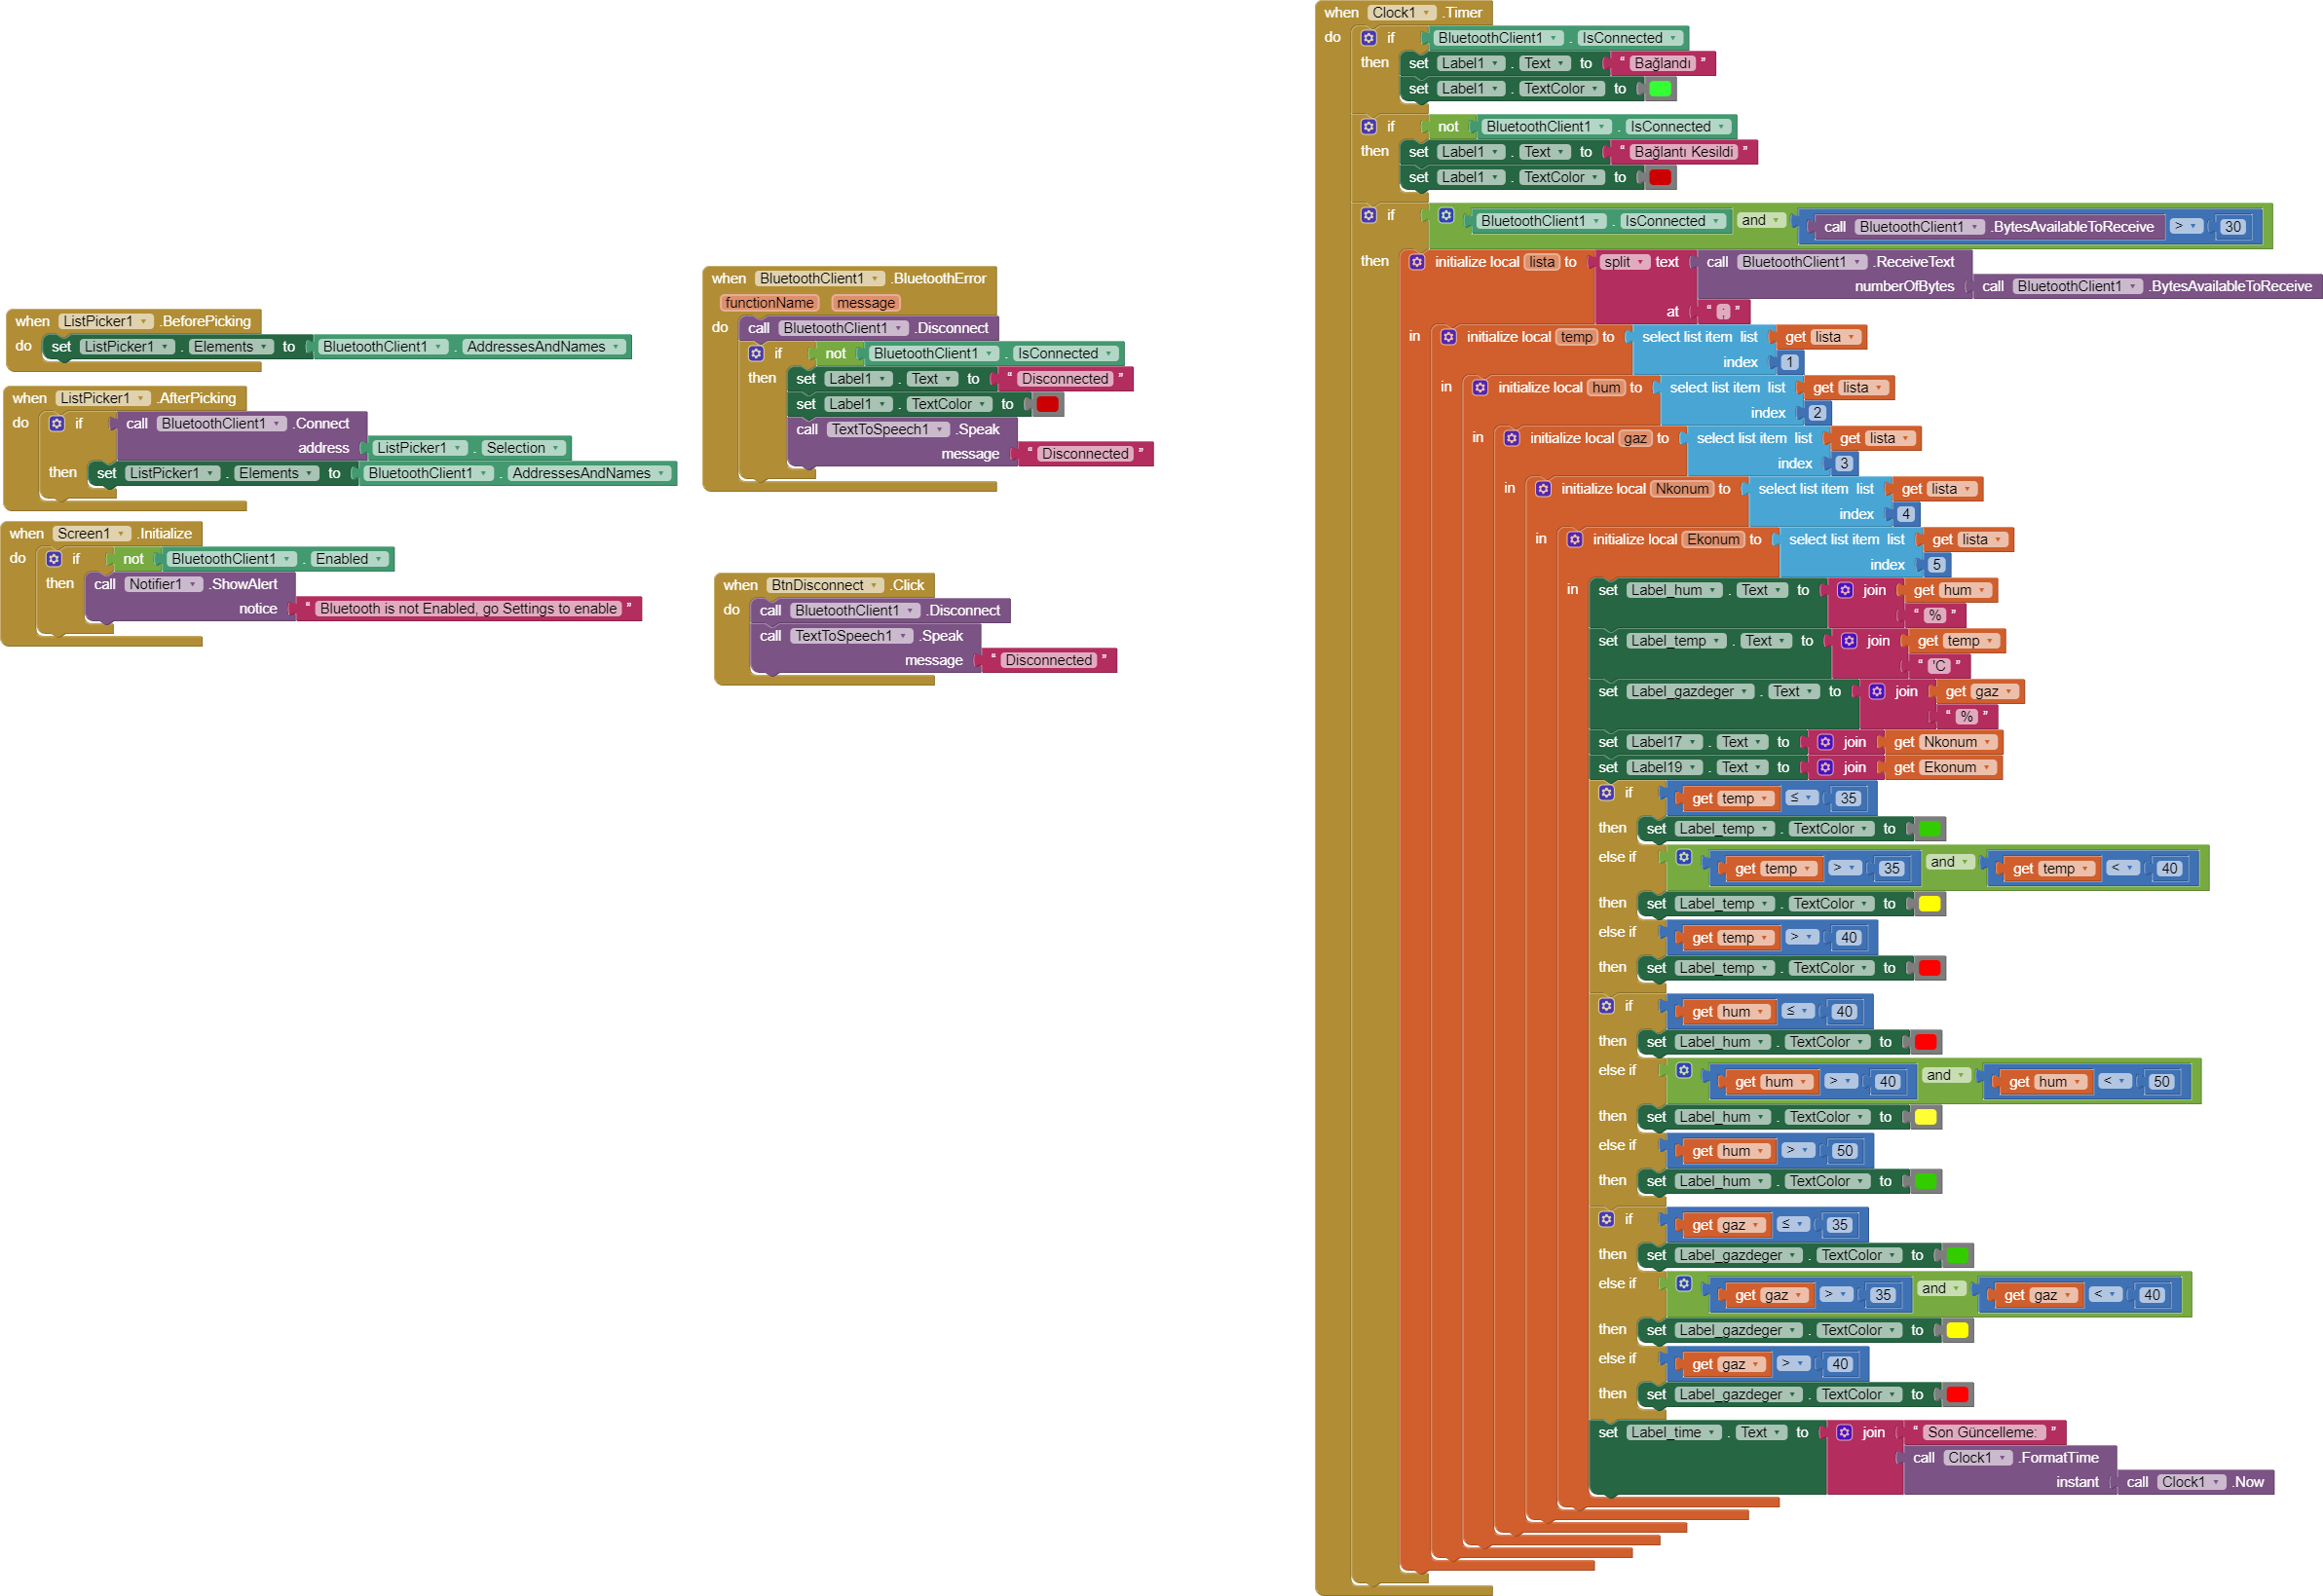 when ListPicker1 .BeforePicking
do set ListPicker1 . Elements to BluetoothClient1 . AddressesAndNames
when ListPicker1 .AfterPicking
do if call BluetoothClient1 .Connect
address ListPicker1 . Selection
then set ListPicker1 . Elements to BluetoothClient1 . AddressesAndNames
when Screen1 .Initialize
do if not BluetoothClient1 . Enabled
then call Notifier1 .ShowAlert
notice “ Bluetooth is not Enabled, go Settings to enable ”
when BluetoothClient1 .BluetoothError
functionName message
do call BluetoothClient1 .Disconnect
if not BluetoothClient1 . IsConnected
then set Label1 . Text to “ Disconnected ”
set Label1 . TextColor to
call TextToSpeech1 .Speak
message “ Disconnected ”
when BtnDisconnect .Click
do call BluetoothClient1 .Disconnect
call TextToSpeech1 .Speak
message “ Disconnected ”
when Clock1 .Timer
do if BluetoothClient1 . IsConnected
then set Label1 . Text to “ Bağlandı ”
set Label1 . TextColor to
if not BluetoothClient1 . IsConnected
then set Label1 . Text to “ Bağlantı Kesildi ”
set Label1 . TextColor to
if BluetoothClient1 . IsConnected and call BluetoothClient1 .BytesAvailableToReceive > 30
then initialize local lista to split text call BluetoothClient1 .ReceiveText
numberOfBytes call BluetoothClient1 .BytesAvailableToReceive
at “ ; ”
in initialize local temp to select list item list get lista
index 1
in initialize local hum to select list item list get lista
index 2
in initialize local gaz to select list item list get lista
index 3
in initialize local Nkonum to select list item list get lista
index 4
in initialize local Ekonum to select list item list get lista
index 5
in set Label_hum . Text to join get hum
“ % ”
set Label_temp . Text to join get temp
“ 'C ”
set Label_gazdeger . Text to join get gaz
“ % ”
set Label17 . Text to join get Nkonum
set Label19 . Text to join get Ekonum
if get temp ≤ 35
then set Label_temp . TextColor to
else if get temp > 35 and get temp < 40
then set Label_temp . TextColor to
else if get temp > 40
then set Label_temp . TextColor to
if get hum ≤ 40
then set Label_hum . TextColor to
else if get hum > 40 and get hum < 50
then set Label_hum . TextColor to
else if get hum > 50
then set Label_hum . TextColor to
if get gaz ≤ 35
then set Label_gazdeger . TextColor to
else if get gaz > 35 and get gaz < 40
then set Label_gazdeger . TextColor to
else if get gaz > 40
then set Label_gazdeger . TextColor to
set Label_time . Text to join “ Son Güncelleme: ”
call Clock1 .FormatTime
instant call Clock1 .Now